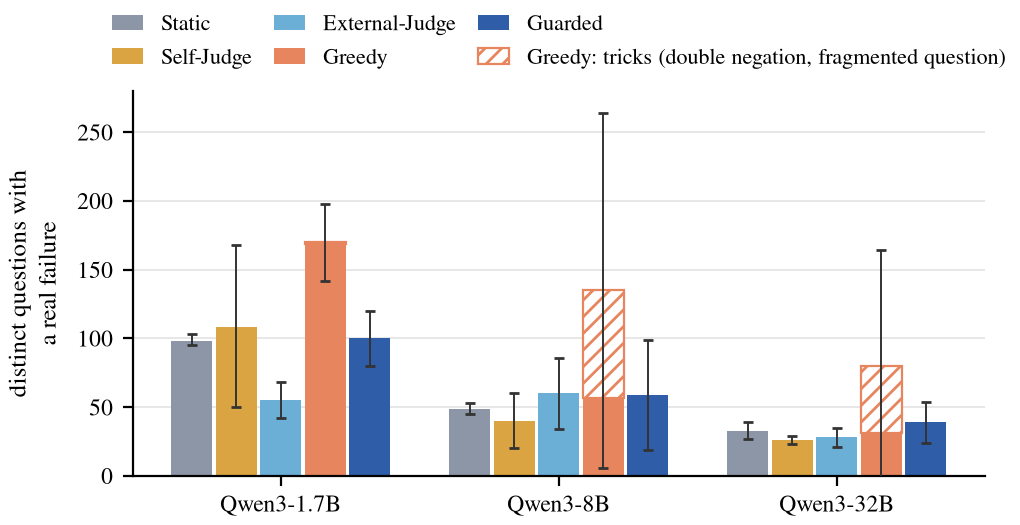 Static
External-Judge
Guarded
Self-Judge
Greedy
Greedy: tricks (double negation, fragmented question)
distinct questions with
a real failure
250
200
150
100
50
0
Qwen3-1.7B
Qwen3-8B
Qwen3-32B